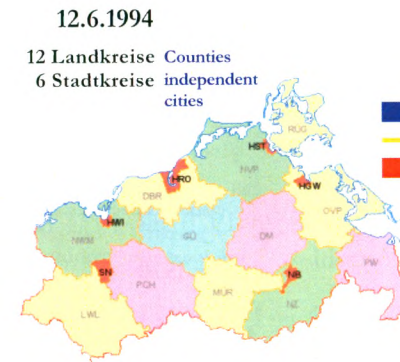 12.6.1994
12 Landkreise Counties
6 Stadtkreise independent
cities
RÜG
HST
NVP
HRO
DBR
HGW
OVP
HWI
NWM
GÜ
DM
SN
PCH
MÜR
NB
PW
LWL
NZ